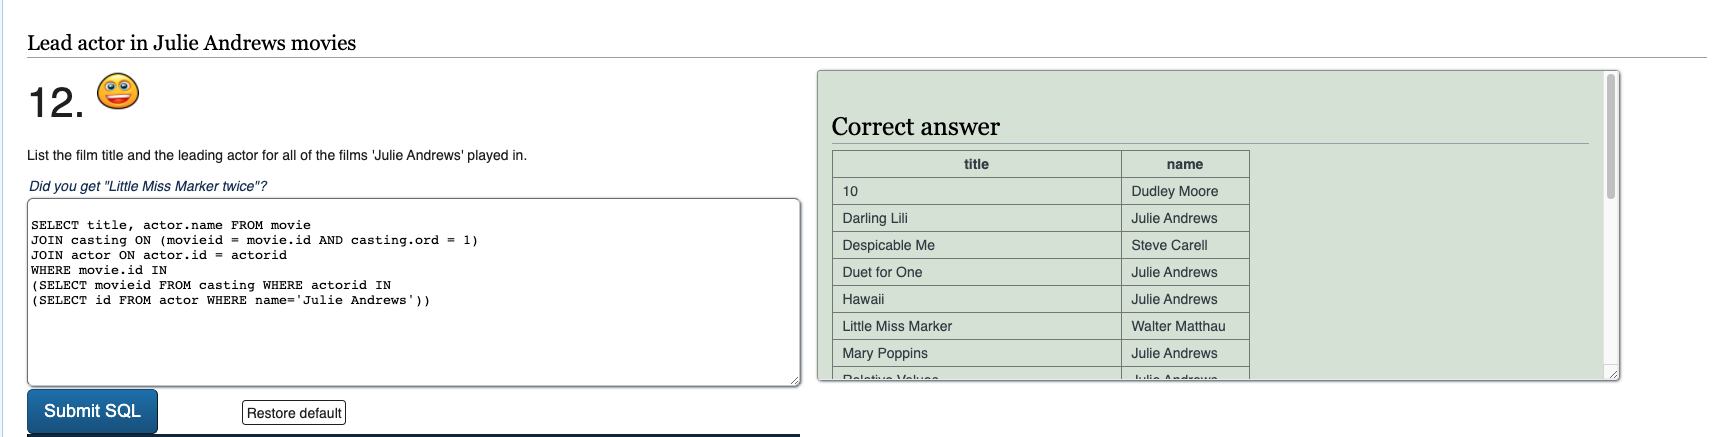 Lead actor in Julie Andrews movies
12.
List the film title and the leading actor for all of the films 'Julie Andrews' played in.
Did you get "Little Miss Marker twice"?
SELECT title, actor.name FROM movie
JOIN casting ON (movieid = movie.id AND casting.ord = 1)
JOIN actor ON actor.id = actorid
WHERE movie.id IN
(SELECT movieid FROM casting WHERE actorid IN
(SELECT id FROM actor WHERE name='Julie Andrews'))
Submit SQL
Restore default
Correct answer
title name
10 Dudley Moore
Darling Lili Julie Andrews
Despicable Me Steve Carell
Duet for One Julie Andrews
Hawaii Julie Andrews
Little Miss Marker Walter Matthau
Mary Poppins Julie Andrews
Relative Values Julie Andrews